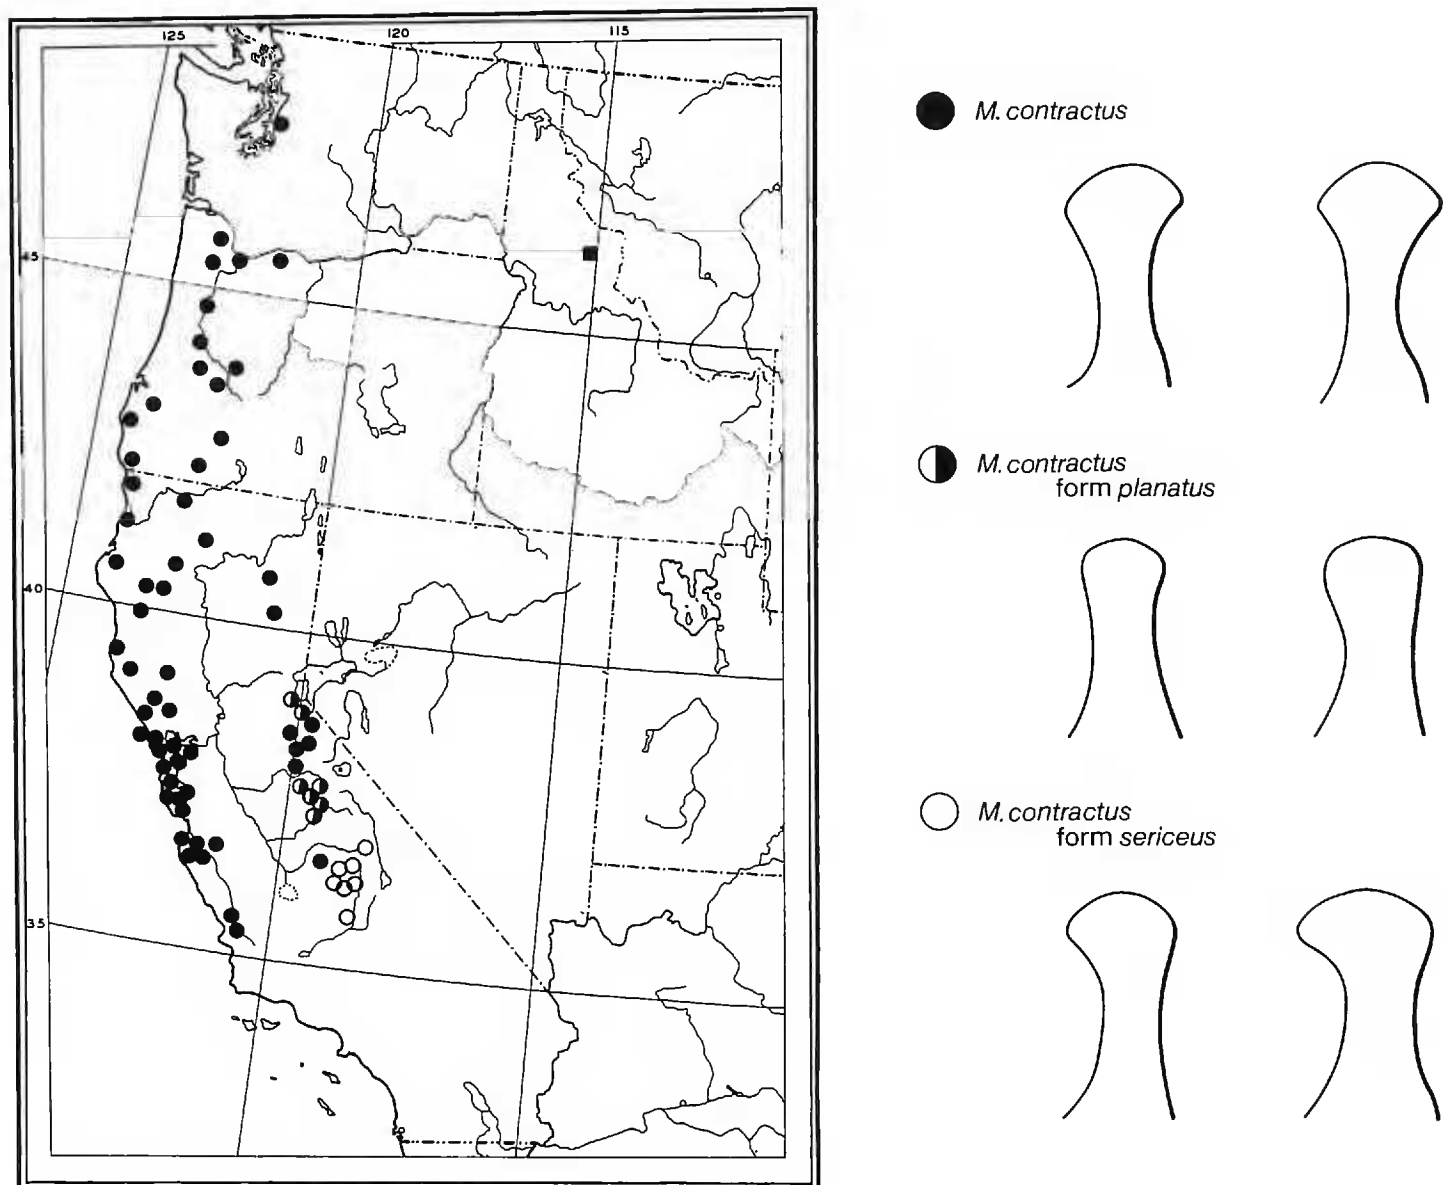 125
120
115
45
40
35
M. contractus
M. contractus
form planatus
M. contractus
form sericeus